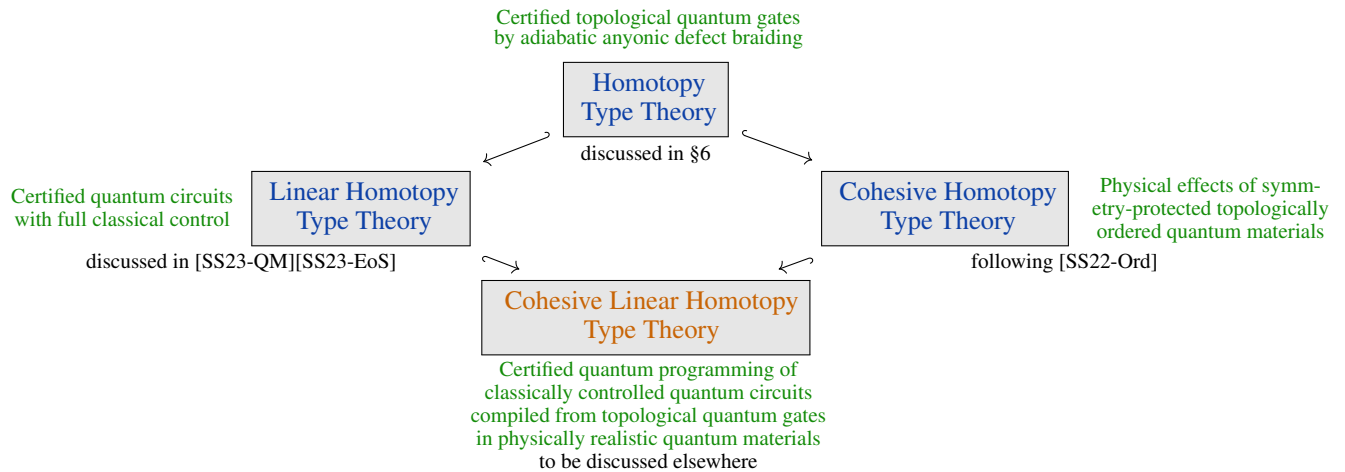 Certified topological quantum gates
by adiabatic anyonic defect braiding
Homotopy
Type Theory
discussed in §6
Certified quantum circuits
with full classical control
Linear Homotopy
Type Theory
discussed in [SS23-QM][SS23-EoS]
Cohesive Homotopy
Type Theory
following [SS22-Ord]
Physical effects of symm-
etry-protected topologically
ordered quantum materials
Cohesive Linear Homotopy
Type Theory
Certified quantum programming of
classically controlled quantum circuits
compiled from topological quantum gates
in physically realistic quantum materials
to be discussed elsewhere